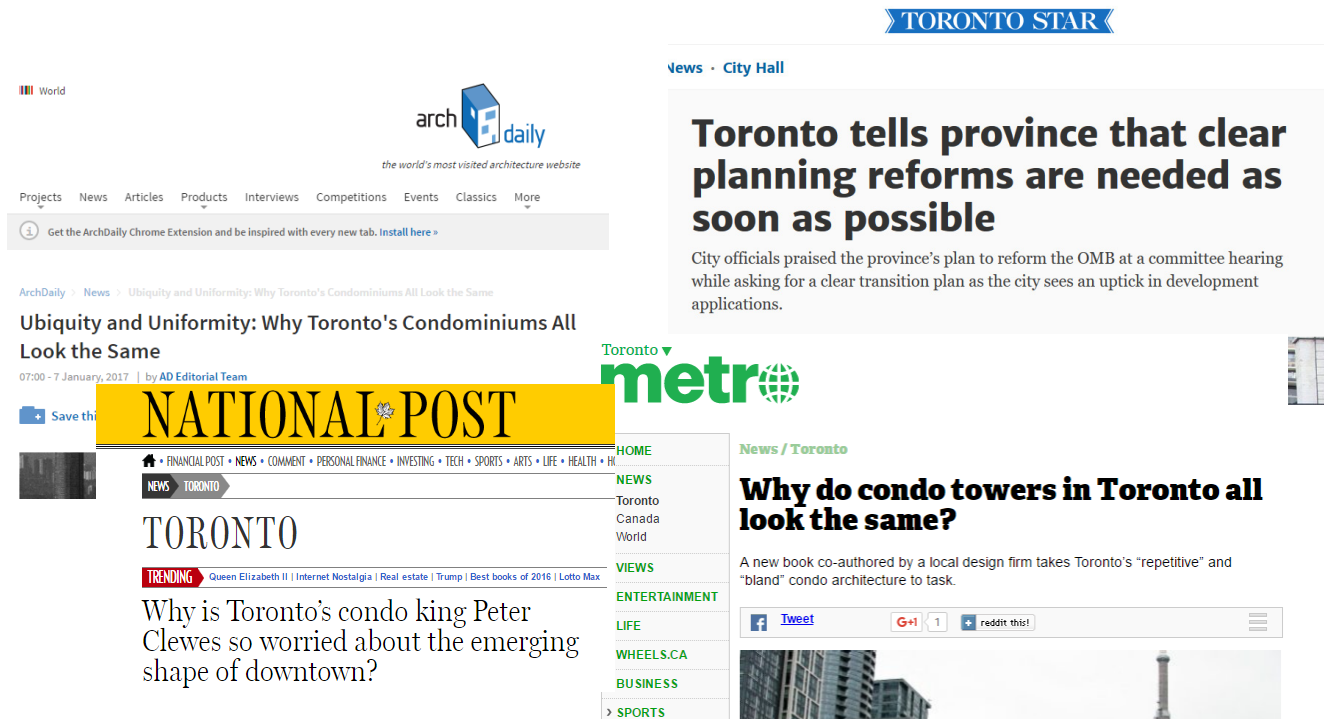 TORONTO STAR
News • City Hall
Toronto tells province that clear
planning reforms are needed as
soon as possible
City officials praised the province’s plan to reform the OMB at a committee hearing
while asking for a clear transition plan as the city sees an uptick in development
applications.
World
arch daily
the world's most visited architecture website
Projects News Articles Products Interviews Competitions Events Classics More
Get the ArchDaily Chrome Extension and be inspired with every new tab. Install here »
ArchDaily > News > Ubiquity and Uniformity: Why Toronto's Condominiums All Look the Same
Ubiquity and Uniformity: Why Toronto's Condominiums All
Look the Same
07:00 - 7 January, 2017 | by AD Editorial Team
Save thi
NATIONAL POST
• FINANCIAL POST • NEWS • COMMENT • PERSONAL FINANCE • INVESTING • TECH • SPORTS • ARTS • LIFE • HEALTH •
NEWS TORONTO
TORONTO
TRENDING Queen Elizabeth II | Internet Nostalgia | Real estate | Trump | Best books of 2016 | Lotto Max
Why is Toronto’s condo king Peter
Clewes so worried about the emerging
shape of downtown?
Toronto ▼
metro
HOME
NEWS
Toronto
Canada
World
VIEWS
ENTERTAINMENT
LIFE
WHEELS.CA
BUSINESS
› SPORTS
News / Toronto
Why do condo towers in Toronto all
look the same?
A new book co-authored by a local design firm takes Toronto’s “repetitive” and
“bland” condo architecture to task.
Tweet G+1 1 reddit this!